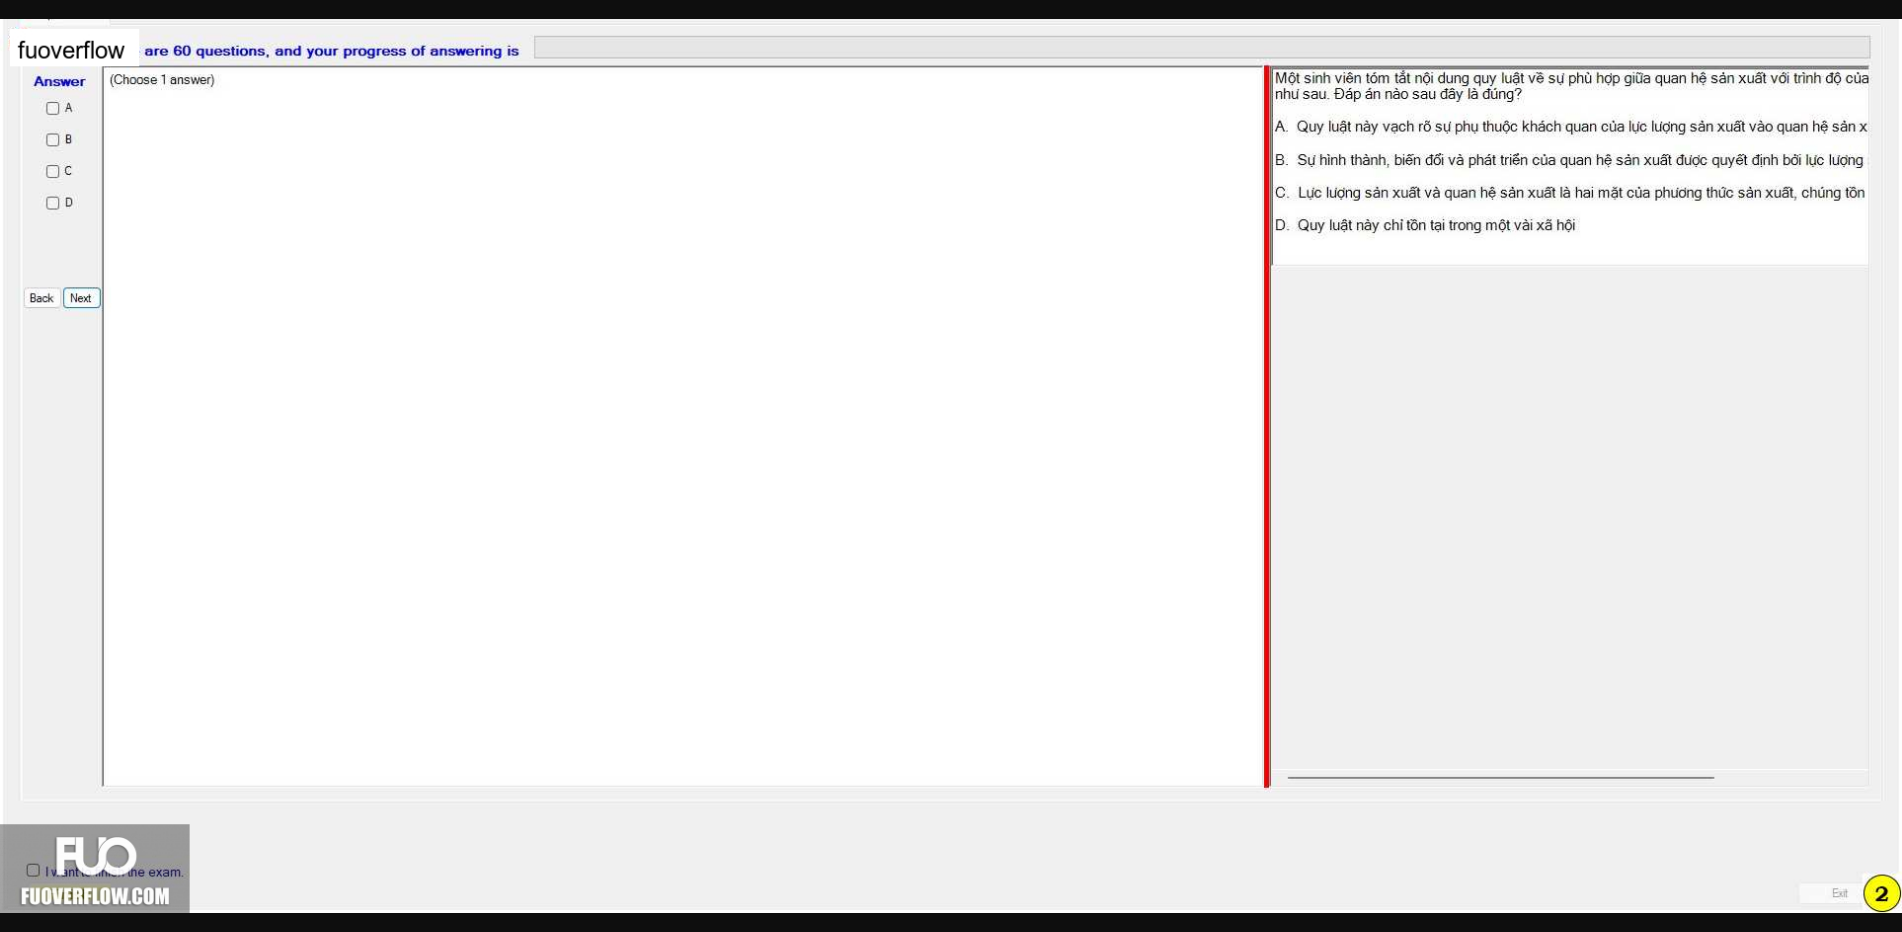 fuoverflow are 60 questions, and your progress of answering is
Answer
(Choose 1 answer)
A
B
C
D
Back Next
Một sinh viên tóm tắt nội dung quy luật về sự phù hợp giữa quan hệ sản xuất với trình độ của
như sau. Đáp án nào sau đây là đúng?
A. Quy luật này vạch rõ sự phụ thuộc khách quan của lực lượng sản xuất vào quan hệ sản x
B. Sự hình thành, biến đổi và phát triển của quan hệ sản xuất được quyết định bởi lực lượng
C. Lực lượng sản xuất và quan hệ sản xuất là hai mặt của phương thức sản xuất, chúng tồn
D. Quy luật này chỉ tồn tại trong một vài xã hội
FUO
I want to finish the exam.
FUOVERFLOW.COM
Exit
2